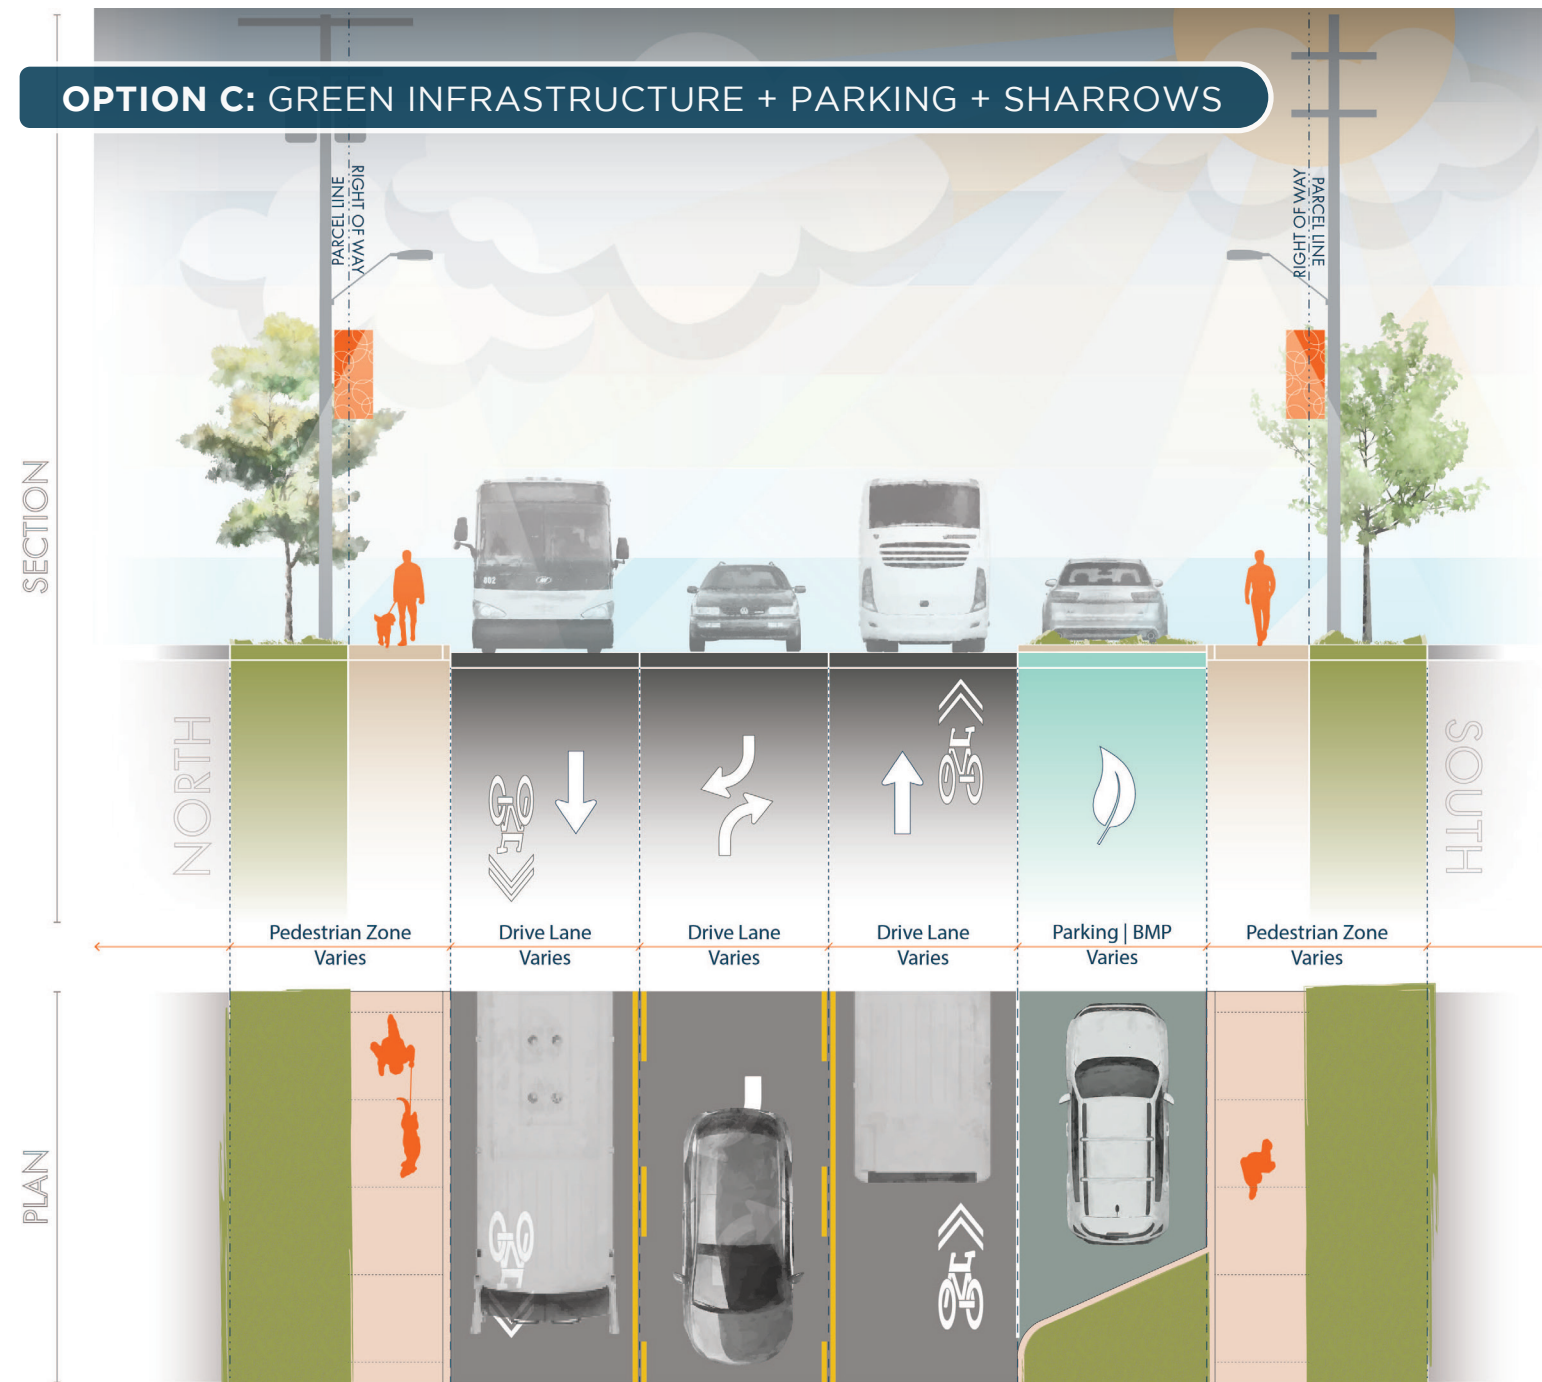 OPTION C: GREEN INFRASTRUCTURE + PARKING + SHARROWS
PARCEL LINE
RIGHT OF WAY
RIGHT OF WAY
PARCEL LINE
SECTION
802
NORTH
SOUTH
Pedestrian Zone
Varies
Drive Lane
Varies
Drive Lane
Varies
Drive Lane
Varies
Parking | BMP
Varies
Pedestrian Zone
Varies
PLAN